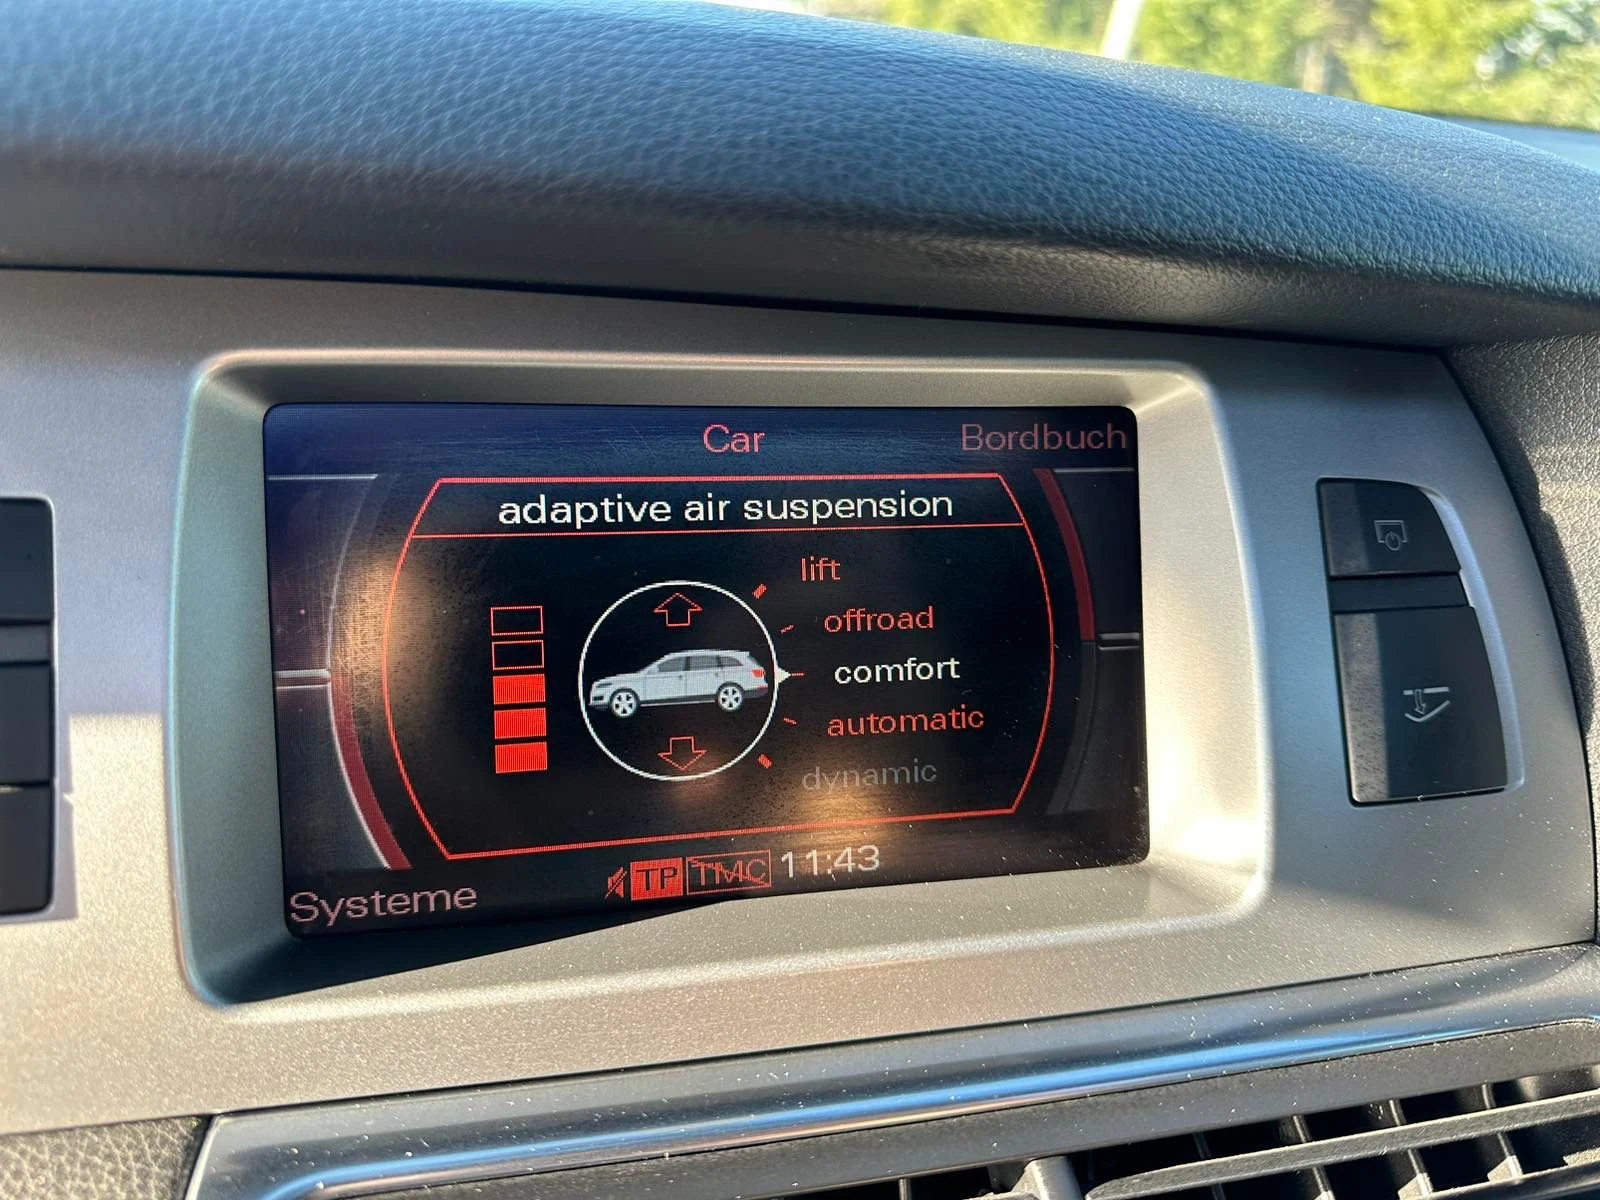 Car
Bordbuch
adaptive air suspension
lift
offroad
comfort
automatic
dynamic
Systeme
TP TMC 11:43